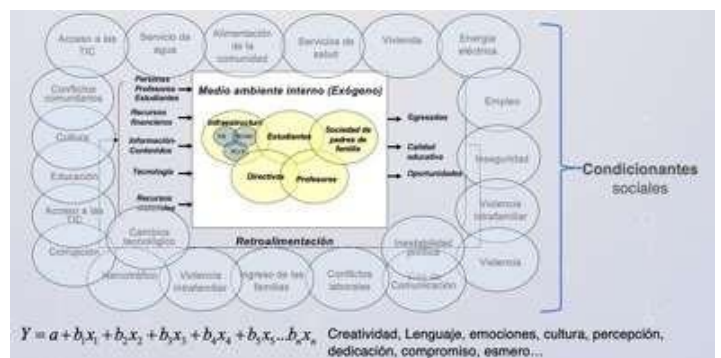 Acceso a las
TIC
Servicio de
agua
Alimentación
de la
comunidad
Servicios de
salud
Vivienda
Energía
eléctrica
Conflictos
comunitarios
Cultura
Educación
Acceso a las
TIC
Corrupción
Personas
Profesores
Estudiantes
Recursos
financieros
Información-
Contenidos
Tecnología
Recursos
Medio ambiente interno (Exógeno)
Infraestructura
Estudiantes
Sociedad de
padres de
familia
Directivos
Profesores
Egresados
Calidad
educativa
Oportunidades
Empleo
Inseguridad
Violencia
intrafamiliar
Violencia
Cambios
tecnológico
Retroalimentación
Inestabilidad
política
Narcotráfico
Violencia
intrafamiliar
Ingreso de las
familias
Conflictos
laborales
Comunicación
Condicionantes
sociales
Y = a + b₁x₁ + b₂x₂ + b₃x₃ + b₄x₄ + b₅x₅...bₙxₙ
Creatividad, Lenguaje, emociones, cultura, percepción,
dedicación, compromiso, esmero...